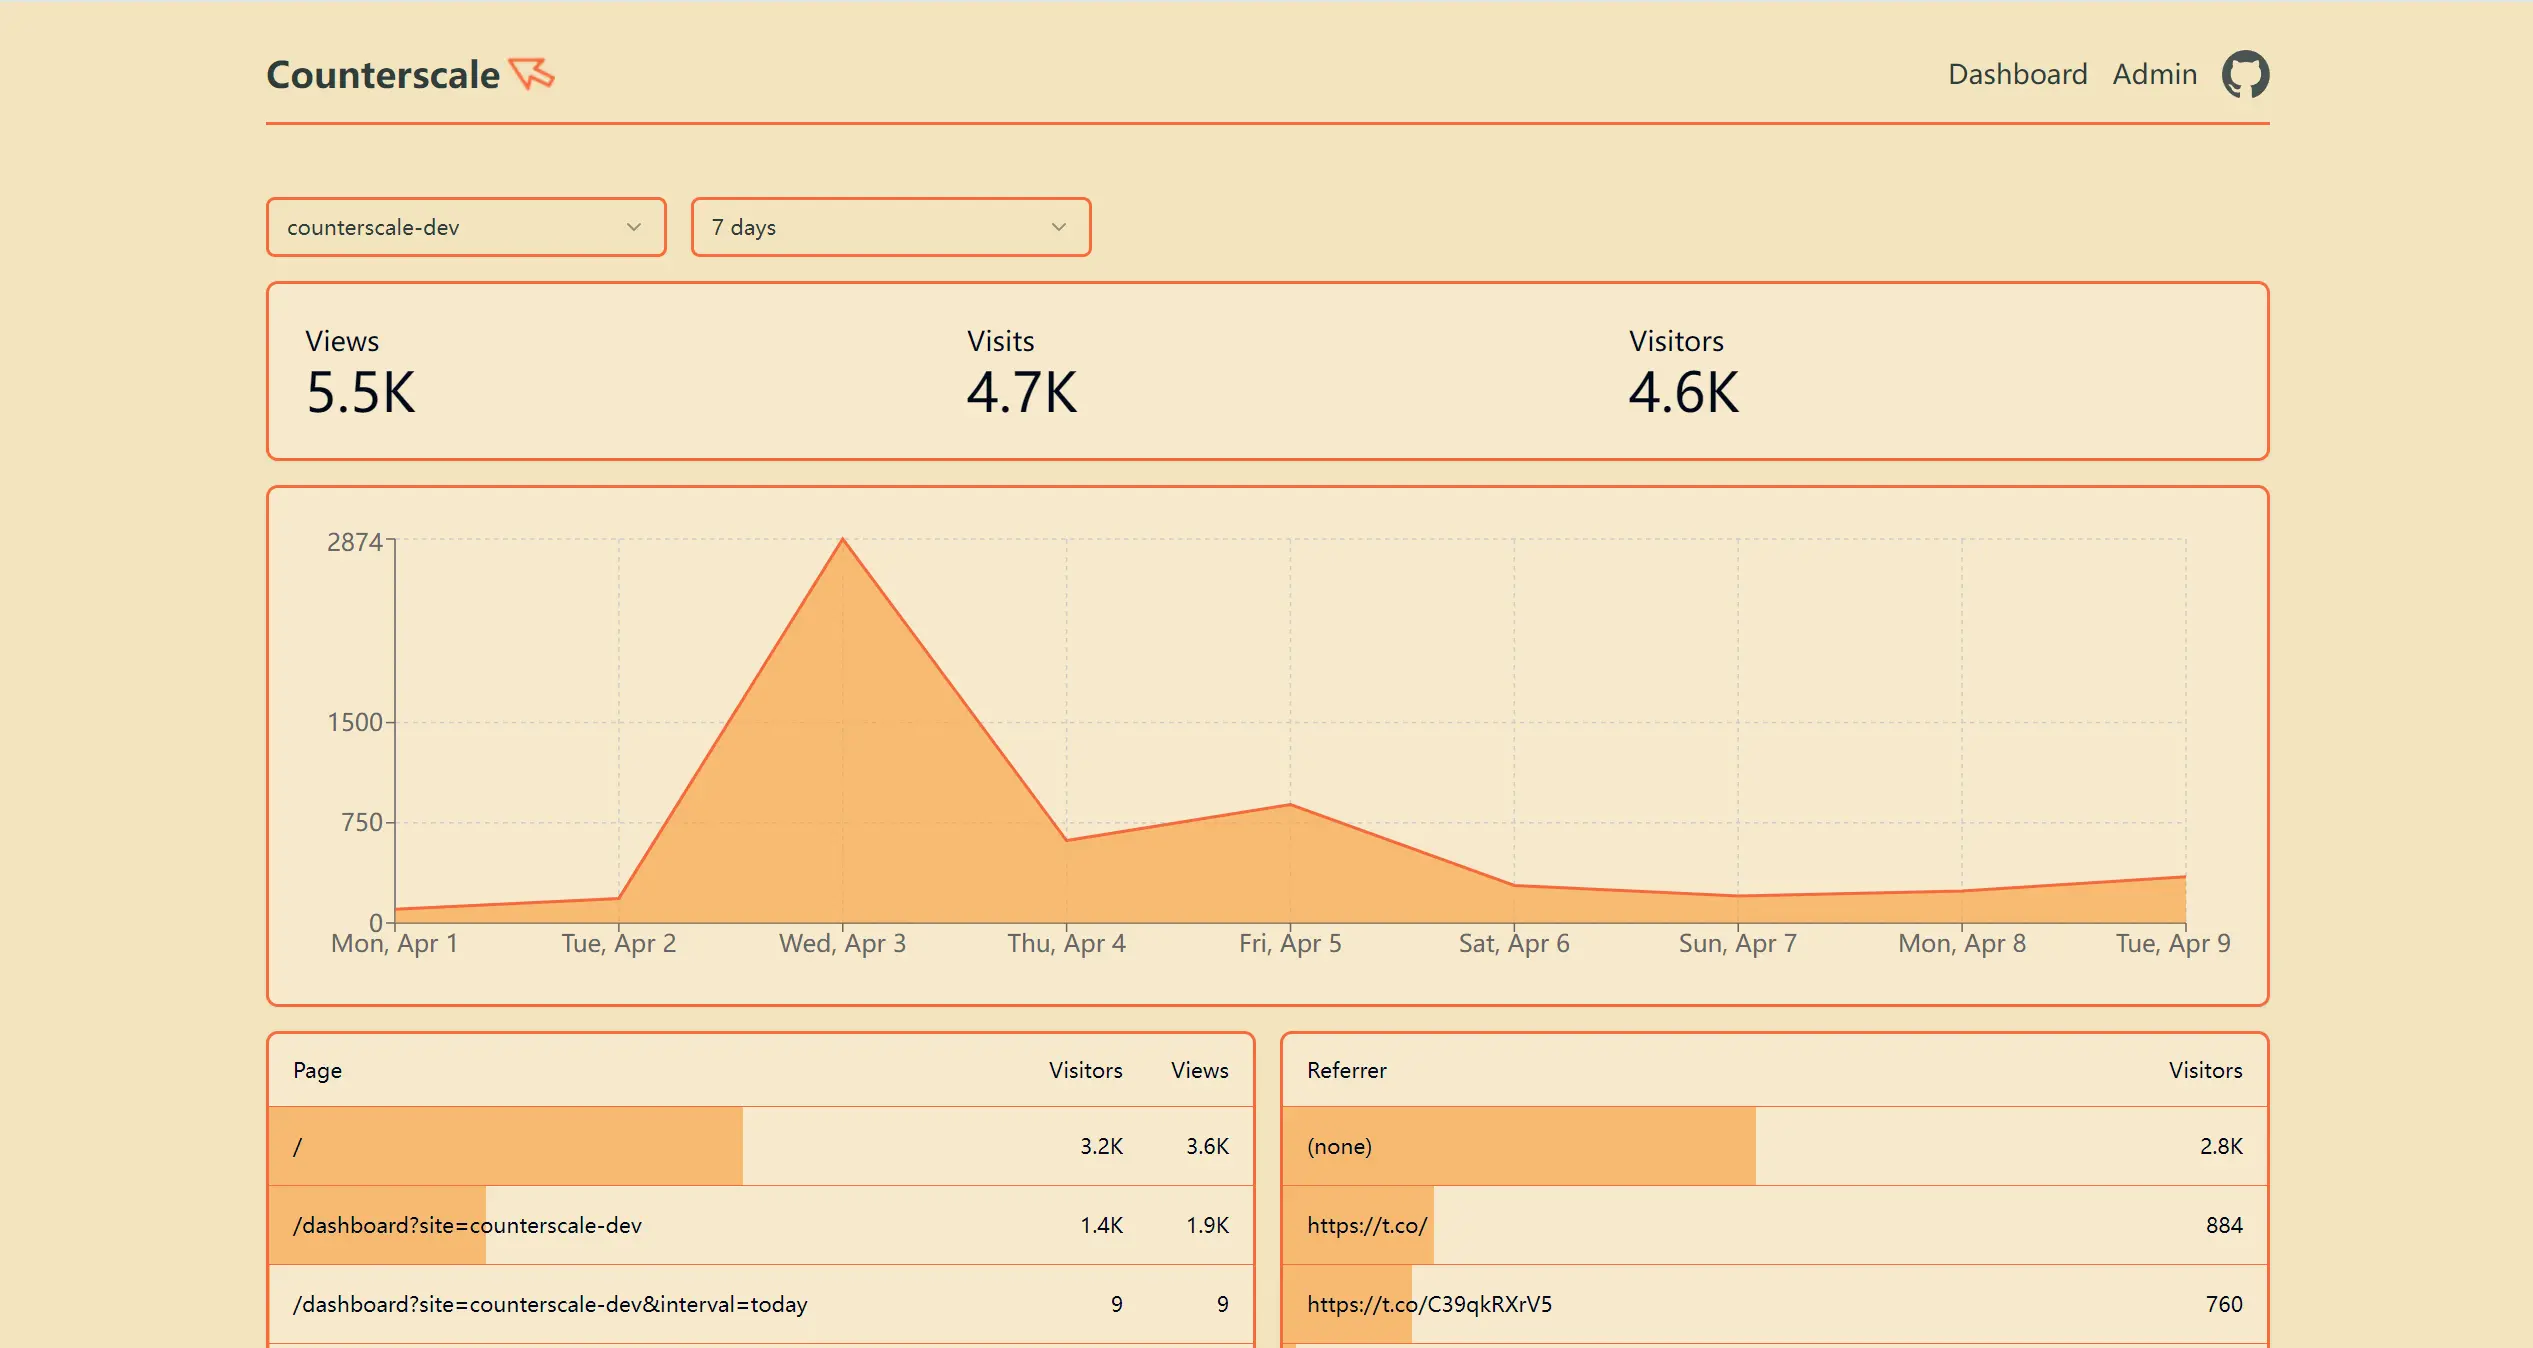 Counterscale
Dashboard Admin
counterscale-dev 7 days
Views Visits Visitors
5.5K 4.7K 4.6K
2874
1500
750
0
Mon, Apr 1 Tue, Apr 2 Wed, Apr 3 Thu, Apr 4 Fri, Apr 5 Sat, Apr 6 Sun, Apr 7 Mon, Apr 8 Tue, Apr 9
Page Visitors Views
/ 3.2K 3.6K
/dashboard?site=counterscale-dev 1.4K 1.9K
/dashboard?site=counterscale-dev&interval=today 9 9
Referrer Visitors
(none) 2.8K
https://t.co/ 884
https://t.co/C39qkRXrV5 760